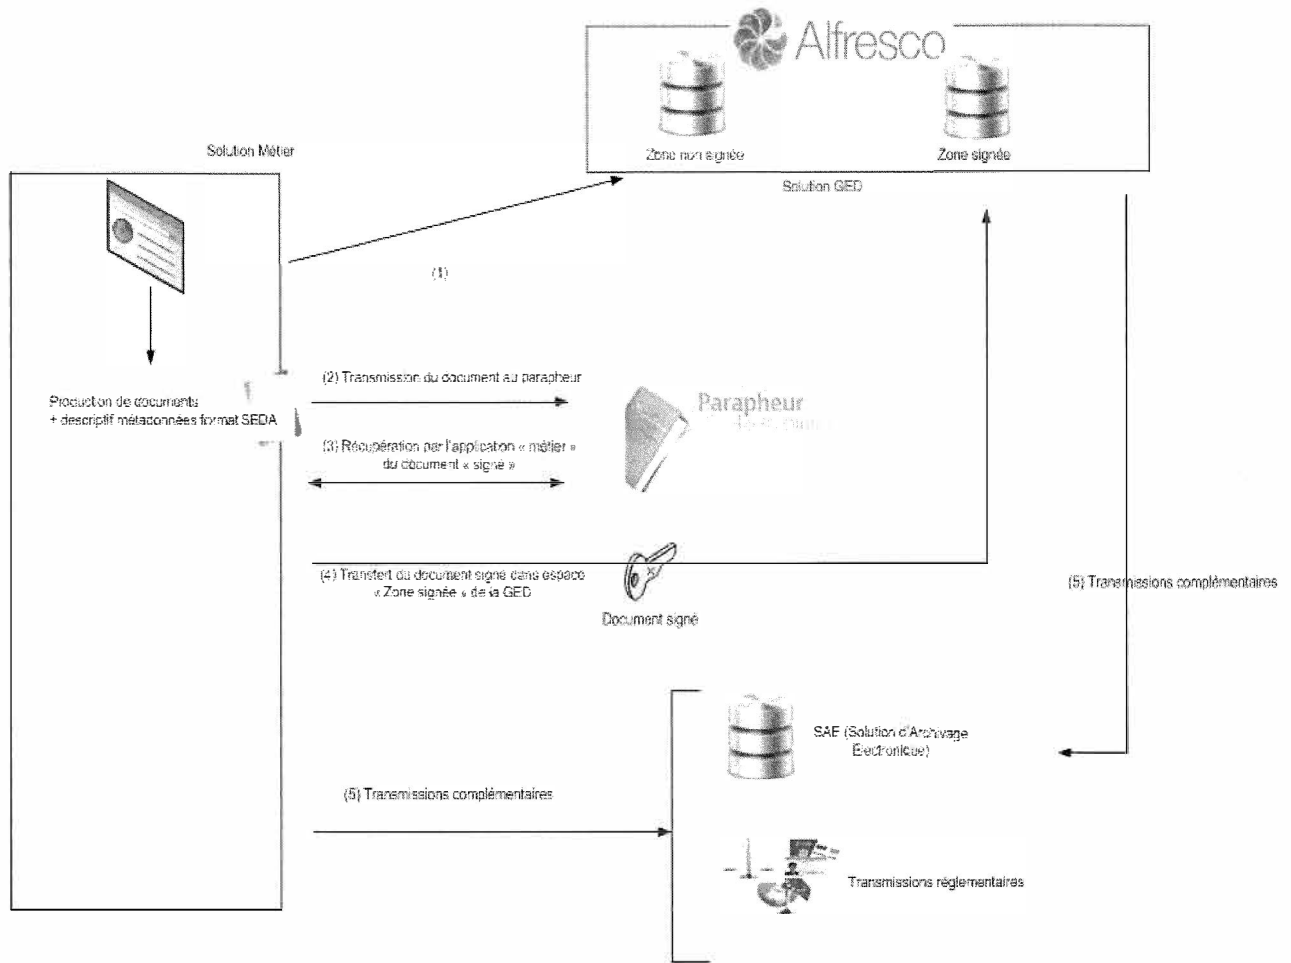 Alfresco
Zone non signée
Zone signée
Solution GED
Solution Métier
(1)
Production de documents
+ descriptif métadonnées format SEDA
(2) Transmission du document au parapheur
Parapheur
(3) Récupération par l'application « métier »
du document « signé »
(4) Transfert du document signé dans espace
« Zone signée » de la GED
Document signé
(5) Transmissions complémentaires
SAE (Solution d'Archivage
Electronique)
(5) Transmissions complémentaires
Transmissions réglementaires